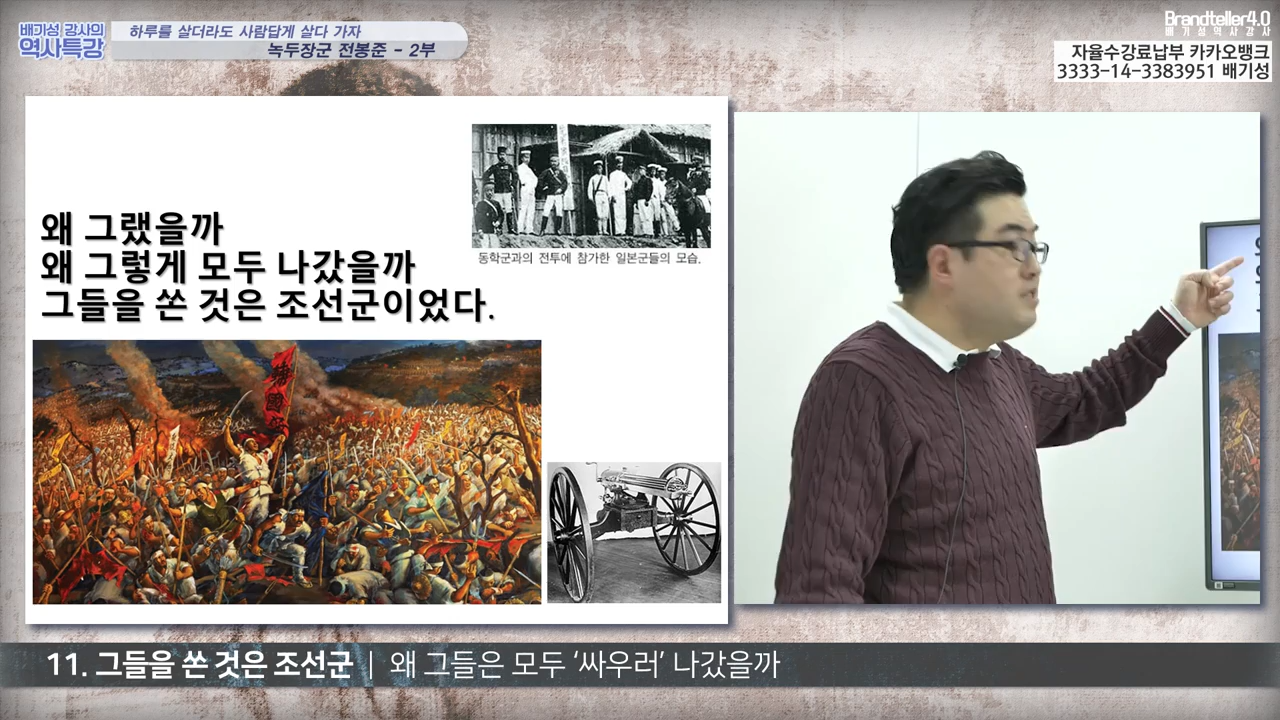 배기성 강사의
역사특강
하루를 살더라도 사람답게 살다 가자
녹두장군 전봉준 - 2부
Brandteller4.0
배기성역사강사
자율수강료납부 카카오뱅크
3333-14-3383951 배기성
왜 그랬을까
왜 그렇게 모두 나갔을까
그들을 쏜 것은 조선군이었다.
동학군과의 전투에 참가한 일본군들의 모습.
11. 그들을 쏜 것은 조선군 | 왜 그들은 모두 ‘싸우러’ 나갔을까